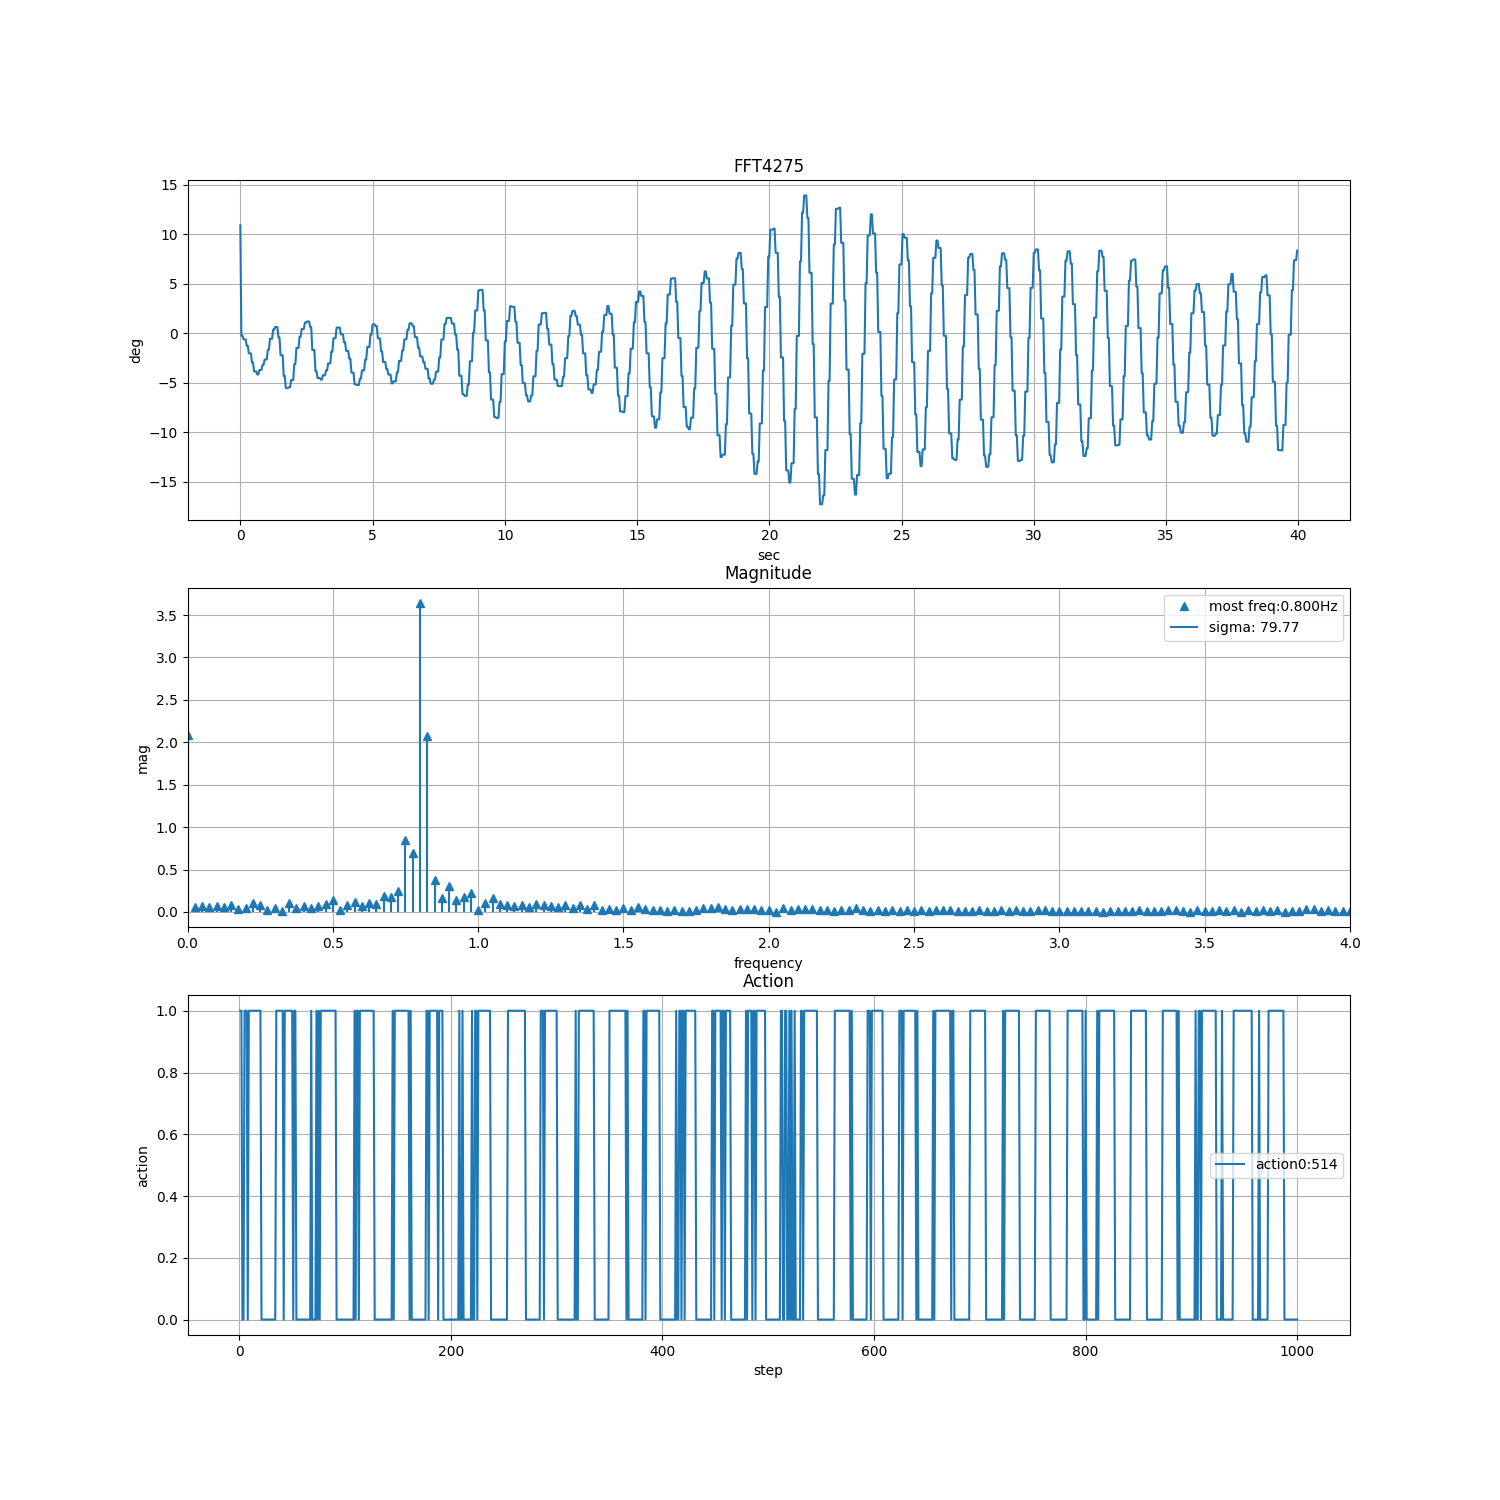 FFT4275
15
10
5
0
−5
−10
−15
deg
0 5 10 15 20 25 30 35 40
sec
Magnitude
3.5
3.0
2.5
2.0
1.5
1.0
0.5
0.0
mag
most freq:0.800Hz
sigma: 79.77
0.0 0.5 1.0 1.5 2.0 2.5 3.0 3.5 4.0
frequency
Action
1.0
0.8
0.6
0.4
0.2
0.0
action
action0:514
0 200 400 600 800 1000
step